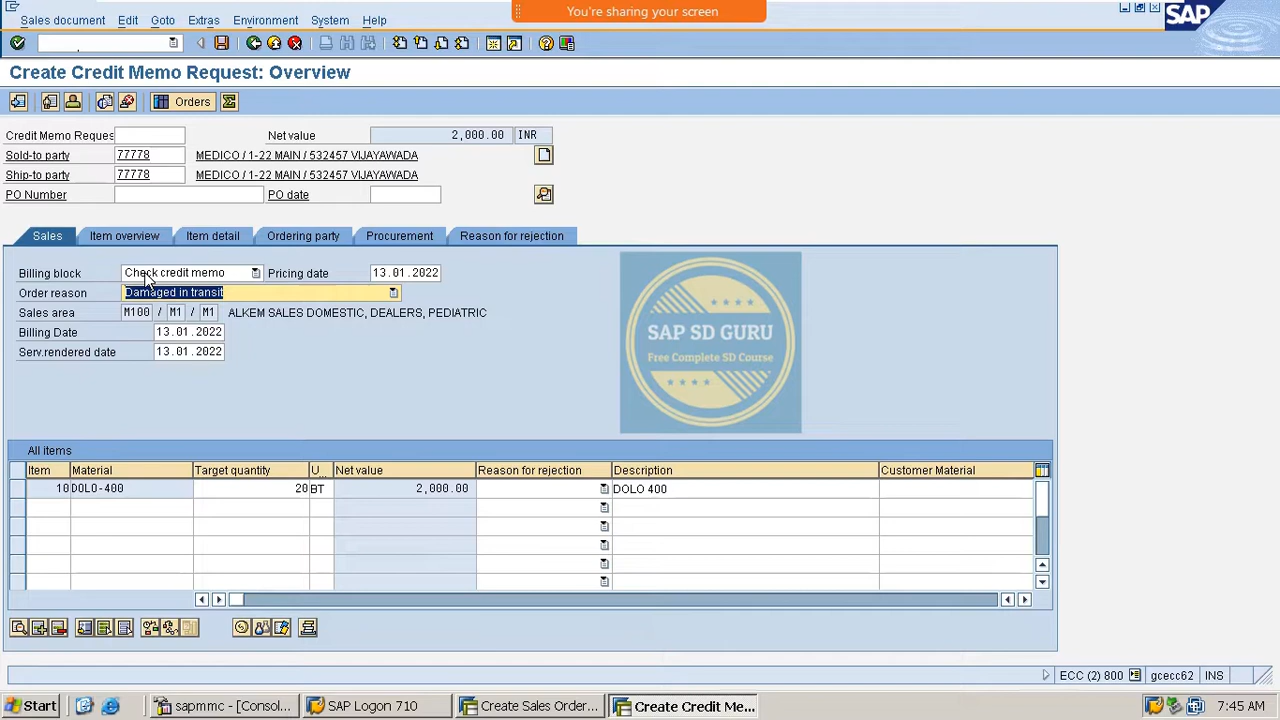 You're sharing your screen
Sales document Edit Goto Extras Environment System Help
SAP
Create Credit Memo Request: Overview
Orders
Credit Memo Reques Net value 2,000.00 INR
Sold-to party 77778 MEDICO / 1-22 MAIN / 532457 VIJAYAWADA
Ship-to party 77778 MEDICO / 1-22 MAIN / 532457 VIJAYAWADA
PO Number PO date
Sales Item overview Item detail Ordering party Procurement Reason for rejection
Billing block Check credit memo Pricing date 13.01.2022
Order reason Damaged in transit
Sales area M100 / M1 / M1 ALKEM SALES DOMESTIC, DEALERS, PEDIATRIC
Billing Date 13.01.2022
Serv.rendered date 13.01.2022
SAP SD GURU
Free Complete SD Course
All items
Item Material Target quantity U... Net value Reason for rejection Description Customer Material
10 DOLO-400 20 BT 2,000.00 DOLO 400
ECC (2) 800 gcecc62 INS
Start sapmmc - [Consol... SAP Logon 710 Create Sales Order... Create Credit Me... 7:45 AM